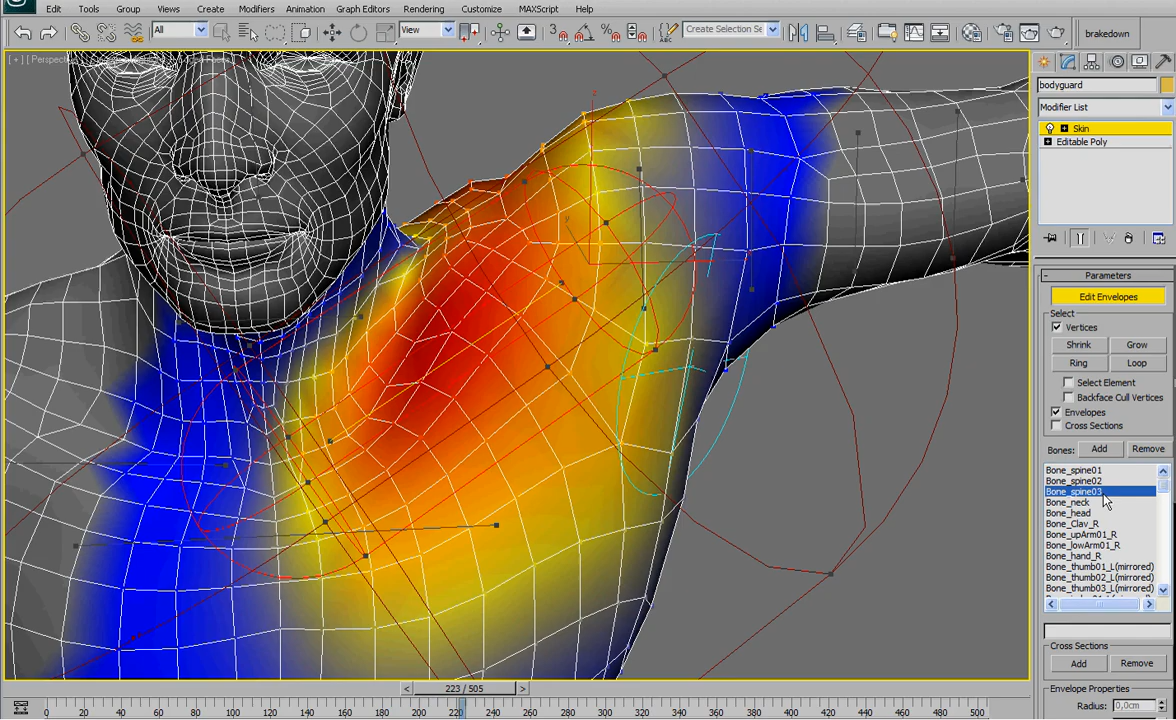 Edit Tools Group Views Create Modifiers Animation Graph Editors Rendering Customize MAXScript Help
All View Create Selection Se brakedown
[ + ] [ Perspective
bodyguard
Modifier List
Skin
Editable Poly
Parameters
Edit Envelopes
Select
Vertices
Shrink Grow
Ring Loop
Select Element
Backface Cull Vertices
Envelopes
Cross Sections
Bones: Add Remove
Bone_spine01
Bone_spine02
Bone_spine03
Bone_neck
Bone_head
Bone_Clav_R
Bone_upArm01_R
Bone_lowArm01_R
Bone_hand_R
Bone_thumb01_L(mirrored)
Bone_thumb02_L(mirrored)
Bone_thumb03_L(mirrored)
Cross Sections
Add Remove
Envelope Properties
Radius: 0,0cm
< 223 / 505 >
0 20 40 60 80 100 120 140 160 180 200 220 240 260 280 300 320 340 360 380 400 420 440 460 480 500
z
y